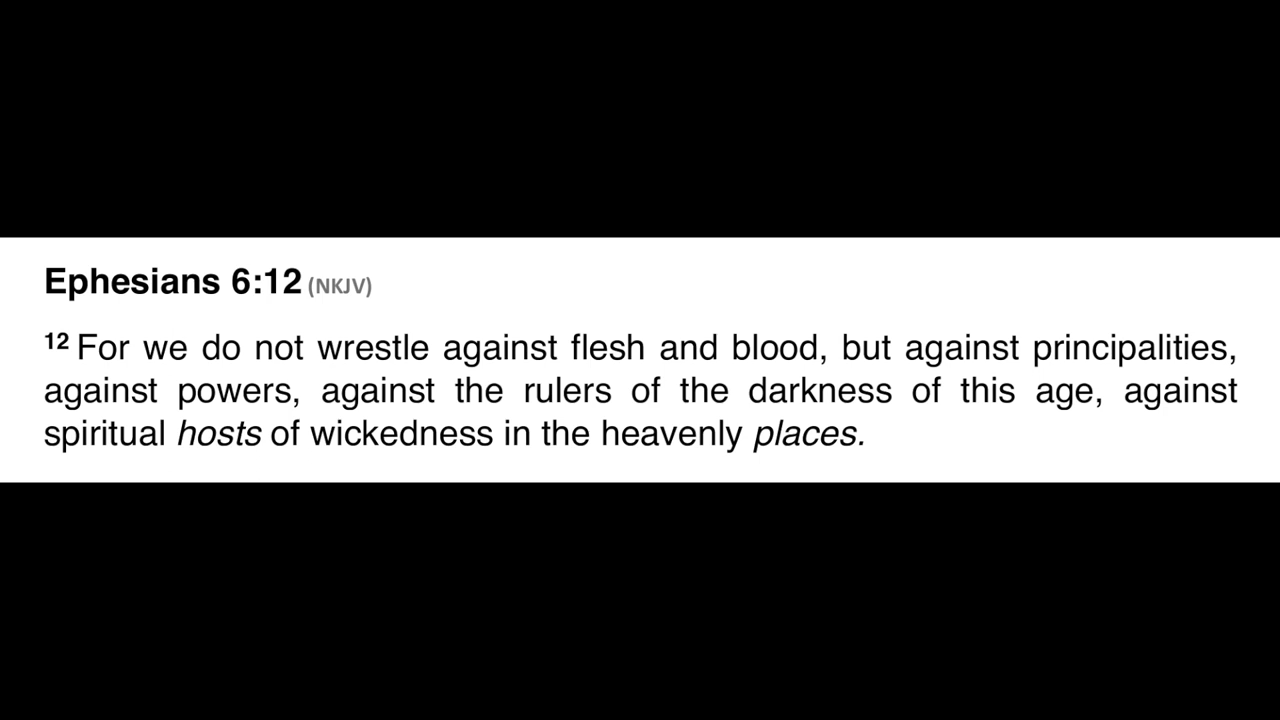 Ephesians 6:12 (NKJV)
12 For we do not wrestle against flesh and blood, but against principalities,
against powers, against the rulers of the darkness of this age, against
spiritual hosts of wickedness in the heavenly places.